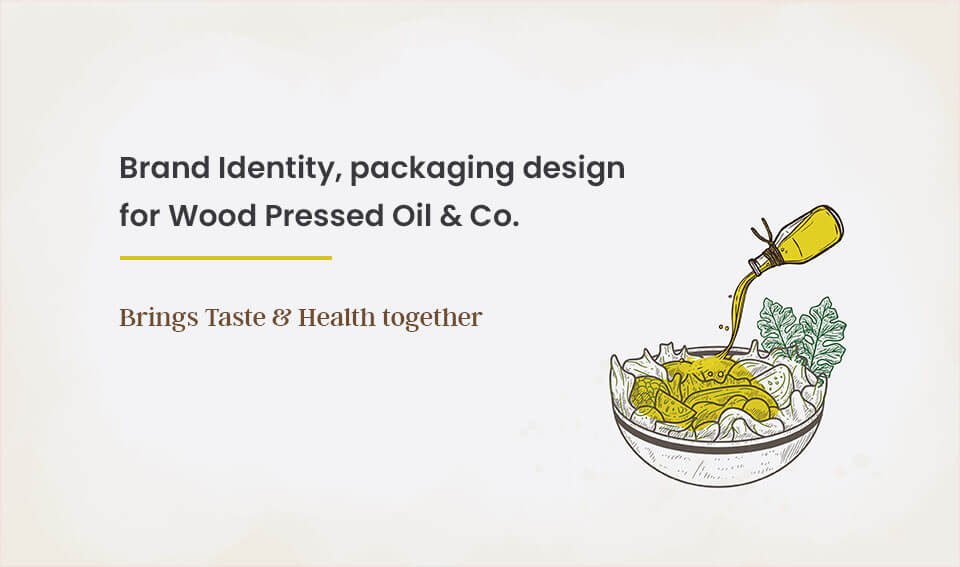 Brand Identity, packaging design
for Wood Pressed Oil & Co.
Brings Taste & Health together